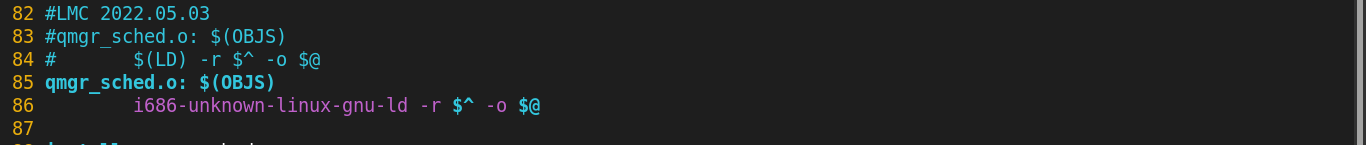 82 #LMC 2022.05.03
83 #qmgr_sched.o: $(OBJS)
84 #       $(LD) -r $^ -o $@
85 qmgr_sched.o: $(OBJS)
86         i686-unknown-linux-gnu-ld -r $^ -o $@
87